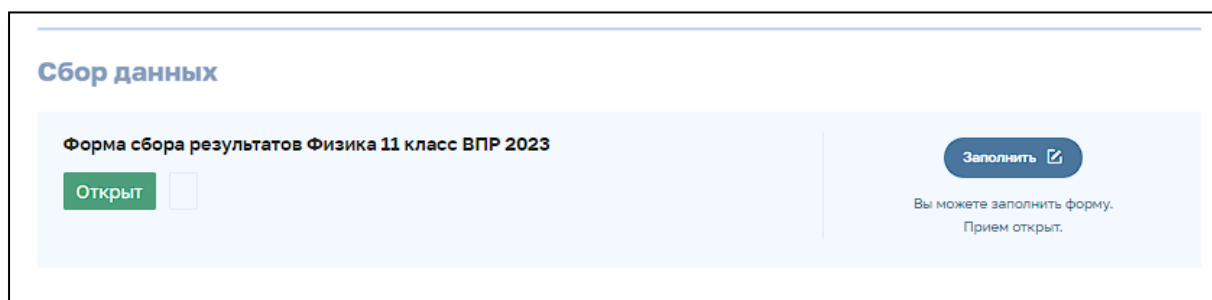 Сбор данных
Форма сбора результатов Физика 11 класс ВПР 2023
Открыт
Заполнить
Вы можете заполнить форму.
Прием открыт.